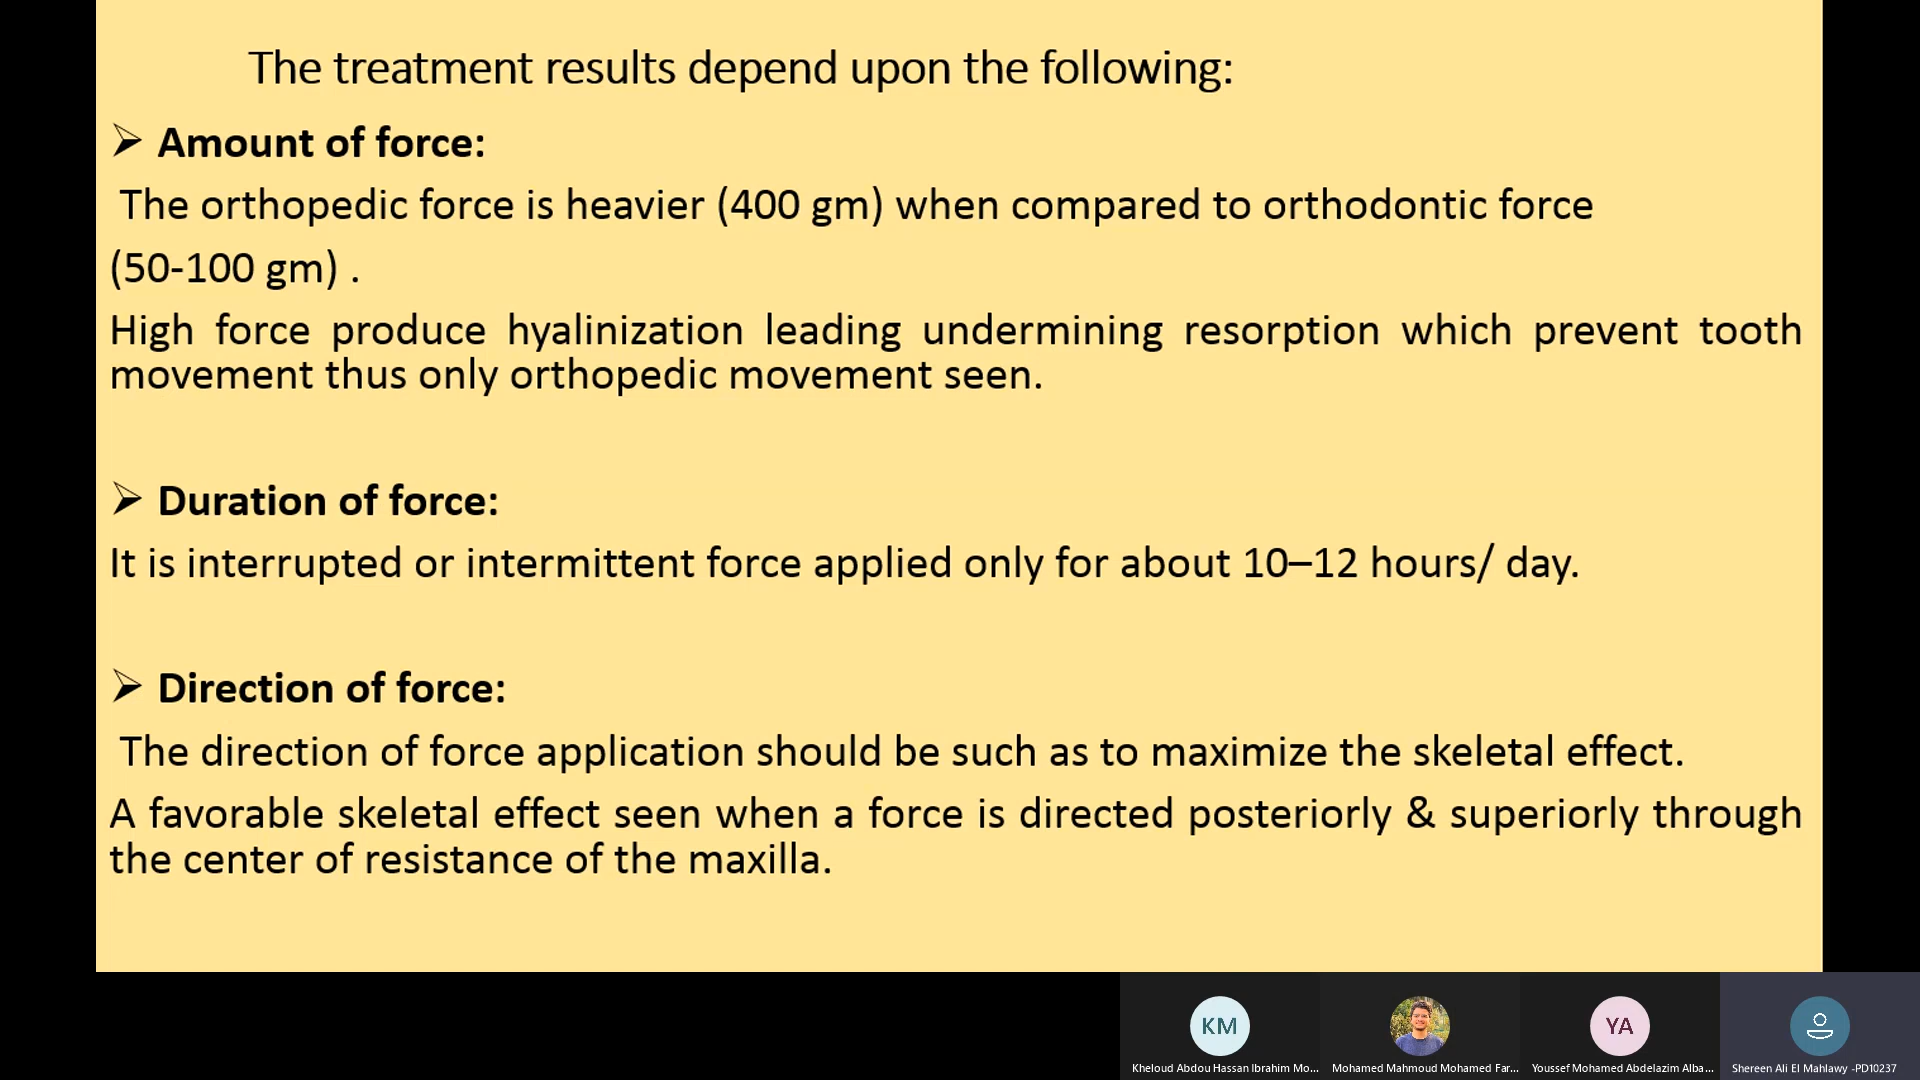 The treatment results depend upon the following:
➢ Amount of force:
The orthopedic force is heavier (400 gm) when compared to orthodontic force
(50-100 gm) .
High force produce hyalinization leading undermining resorption which prevent tooth
movement thus only orthopedic movement seen.
➢ Duration of force:
It is interrupted or intermittent force applied only for about 10–12 hours/ day.
➢ Direction of force:
The direction of force application should be such as to maximize the skeletal effect.
A favorable skeletal effect seen when a force is directed posteriorly & superiorly through
the center of resistance of the maxilla.
KM
YA
Kheloud Abdou Hassan Ibrahim Mo...
Mohamed Mahmoud Mohamed Far...
Youssef Mohamed Abdelazim Alba...
Shereen Ali El Mahlawy -PD10237